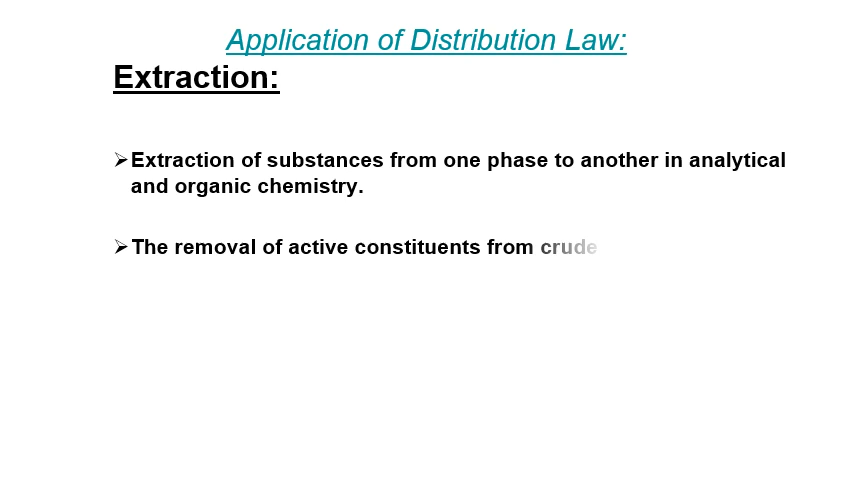 Application of Distribution Law:
Extraction:
➢Extraction of substances from one phase to another in analytical
and organic chemistry.
➢The removal of active constituents from crude